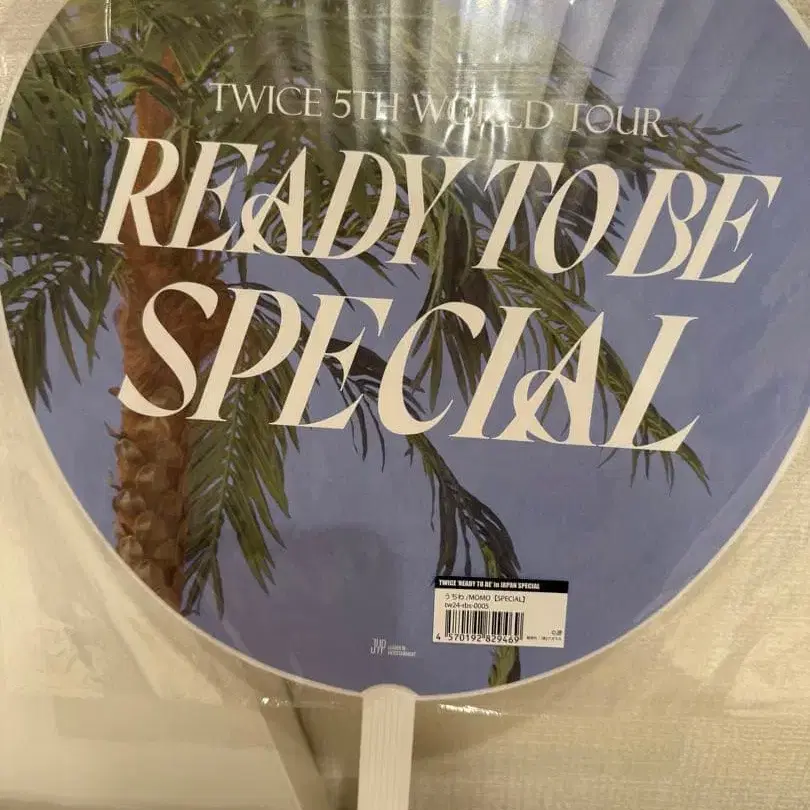 TWICE 5TH WORLD TOUR
READY TO BE
SPECIAL
TWICE 'READY TO BE' in JAPAN SPECIAL
うちわ/MOMO【SPECIAL】
tw24-rbs-0005
4 570192 829469
JYP